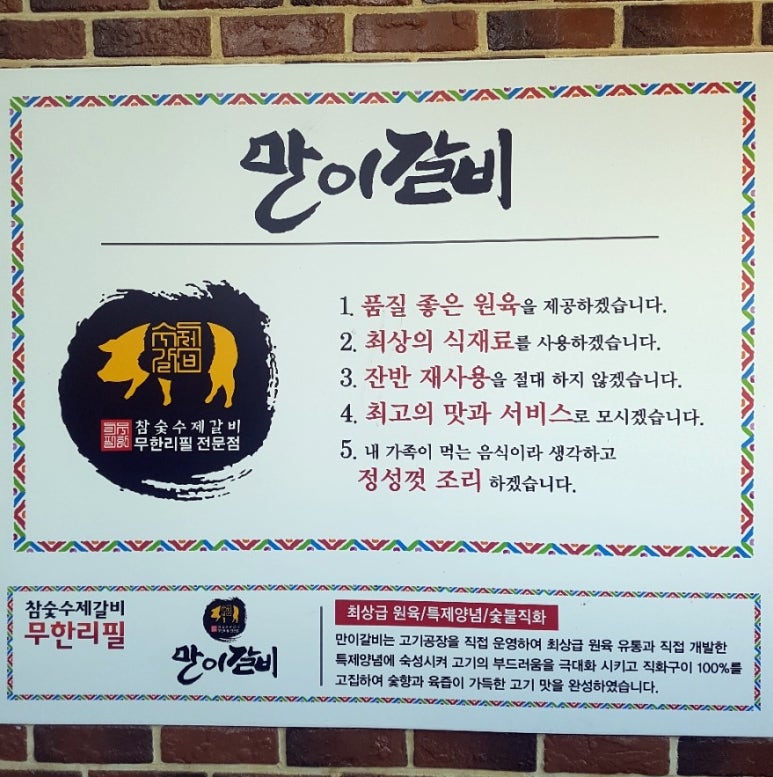 맏이갈비
수제
갈비
참숯수제갈비
무한리필 전문점
1. 품질 좋은 원육을 제공하겠습니다.
2. 최상의 식재료를 사용하겠습니다.
3. 잔반 재사용을 절대 하지 않겠습니다.
4. 최고의 맛과 서비스로 모시겠습니다.
5. 내 가족이 먹는 음식이라 생각하고
정성껏 조리 하겠습니다.
참숯수제갈비
무한리필
맏이갈비
최상급 원육/특제양념/숯불직화
맏이갈비는 고기공장을 직접 운영하여 최상급 원육 유통과 직접 개발한
특제양념에 숙성시켜 고기의 부드러움을 극대화 시키고 직화구이 100%를
고집하여 숯향과 육즙이 가득한 고기 맛을 완성하였습니다.